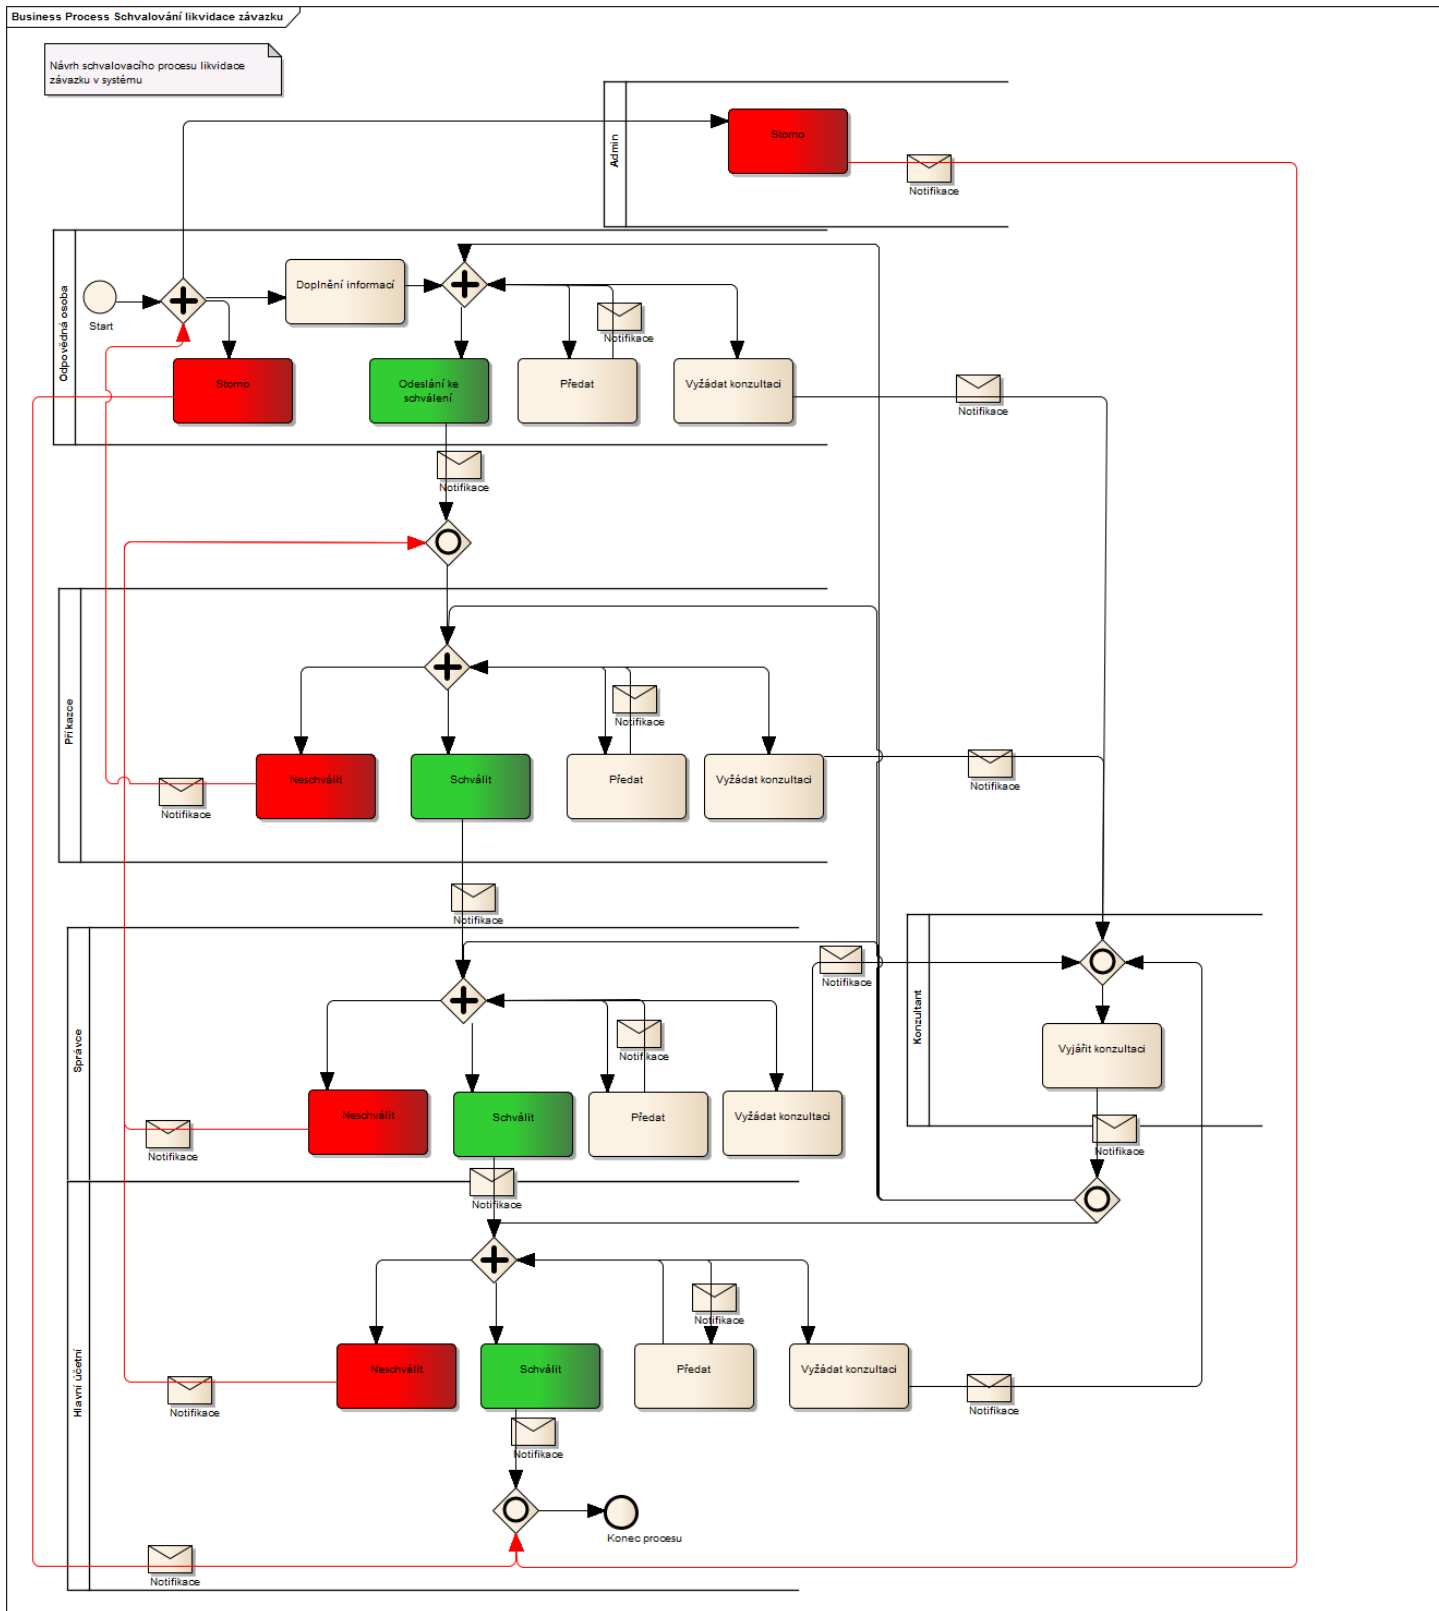 Business Process Schvalování likvidace závazku
Návrh schvalovacího procesu likvidace
závazku v systému
Admin
Storno
Notifikace
Odpovědná osoba
Start
Doplnění informací
Notifikace
Storno
Odeslání ke
schválení
Předat
Vyžádat konzultaci
Notifikace
Notifikace
Příkazce
Notifikace
Neschválit
Schválit
Předat
Vyžádat konzultaci
Notifikace
Notifikace
Notifikace
Správce
Notifikace
Notifikace
Neschválit
Schválit
Předat
Vyžádat konzultaci
Notifikace
Konzultant
Vyjářit konzultaci
Notifikace
Notifikace
Hlavní účetní
Notifikace
Neschválit
Schválit
Předat
Vyžádat konzultaci
Notifikace
Notifikace
Notifikace
Konec procesu
Notifikace